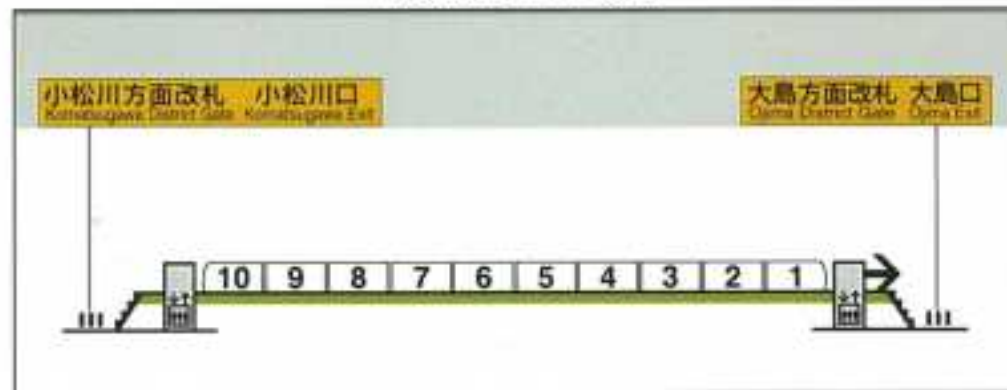 小松川方面改札 小松川口
Komatsugawa District Gate Komatsugawa Exit
大島方面改札 大島口
Ojima District Gate Ojima Exit
10 9 8 7 6 5 4 3 2 1